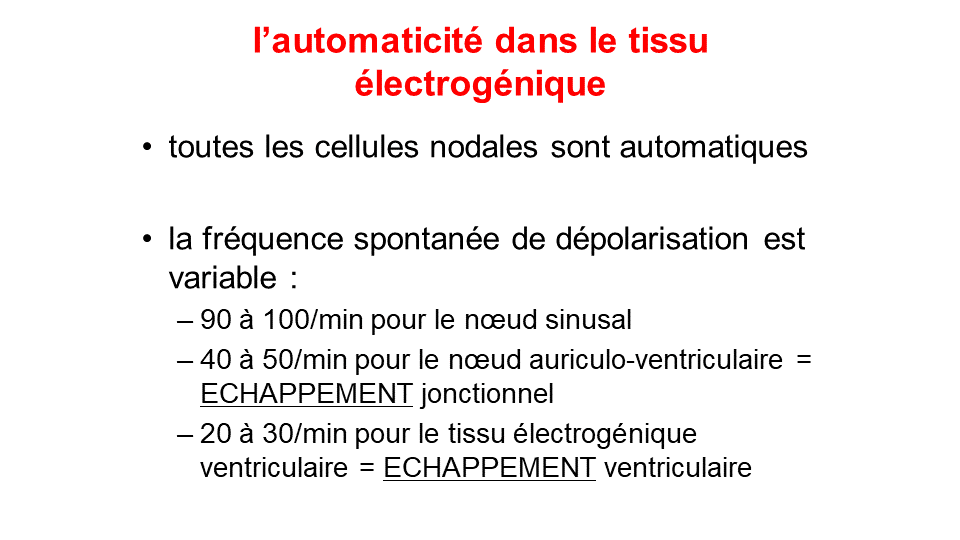 l’automaticité dans le tissu
électrogénique
• toutes les cellules nodales sont automatiques
• la fréquence spontanée de dépolarisation est
variable :
– 90 à 100/min pour le nœud sinusal
– 40 à 50/min pour le nœud auriculo-ventriculaire =
ECHAPPEMENT jonctionnel
– 20 à 30/min pour le tissu électrogénique
ventriculaire = ECHAPPEMENT ventriculaire